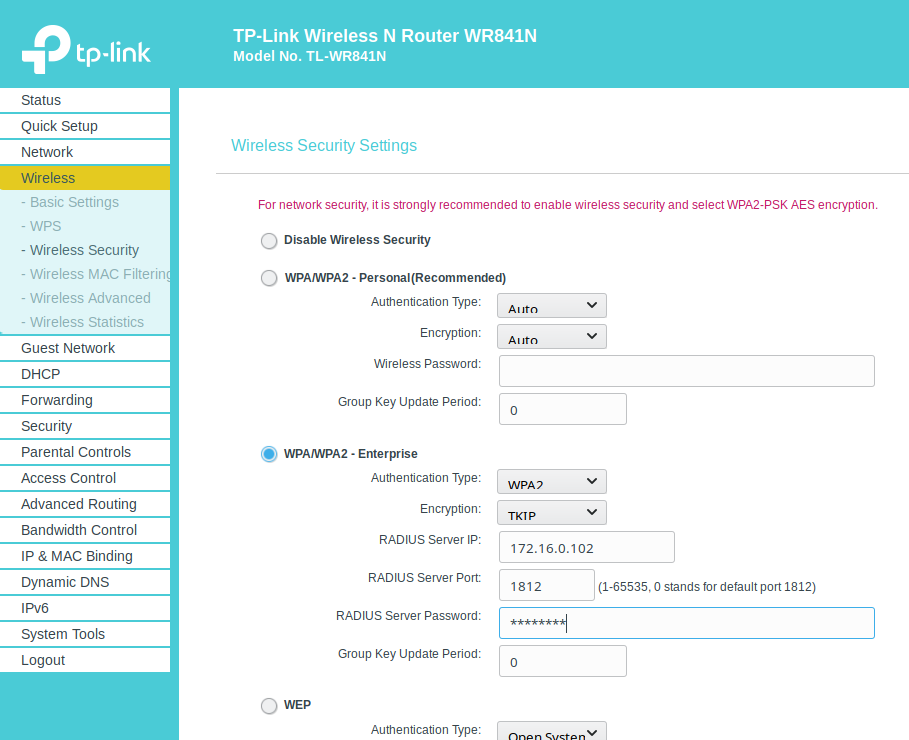 tp-link
TP-Link Wireless N Router WR841N
Model No. TL-WR841N
Status
Quick Setup
Network
Wireless
- Basic Settings
- WPS
- Wireless Security
- Wireless MAC Filtering
- Wireless Advanced
- Wireless Statistics
Guest Network
DHCP
Forwarding
Security
Parental Controls
Access Control
Advanced Routing
Bandwidth Control
IP & MAC Binding
Dynamic DNS
IPv6
System Tools
Logout
Wireless Security Settings
For network security, it is strongly recommended to enable wireless security and select WPA2-PSK AES encryption.
Disable Wireless Security
WPA/WPA2 - Personal(Recommended)
Authentication Type: Auto
Encryption: Auto
Wireless Password:
Group Key Update Period: 0
WPA/WPA2 - Enterprise
Authentication Type: WPA2
Encryption: TKIP
RADIUS Server IP: 172.16.0.102
RADIUS Server Port: 1812 (1-65535, 0 stands for default port 1812)
RADIUS Server Password: ********
Group Key Update Period: 0
WEP
Authentication Type: Open System